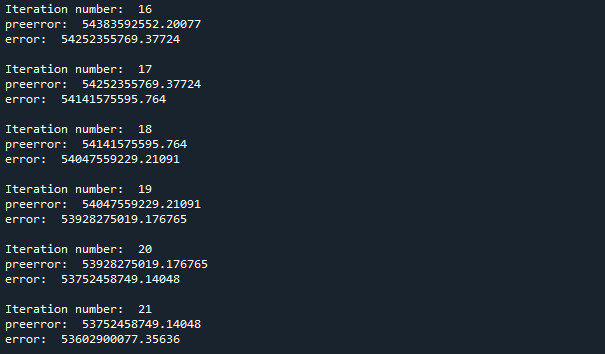 Iteration number:  16
preerror:  54383592552.20077
error:  54252355769.37724
Iteration number:  17
preerror:  54252355769.37724
error:  54141575595.764
Iteration number:  18
preerror:  54141575595.764
error:  54047559229.21091
Iteration number:  19
preerror:  54047559229.21091
error:  53928275019.176765
Iteration number:  20
preerror:  53928275019.176765
error:  53752458749.14048
Iteration number:  21
preerror:  53752458749.14048
error:  53602900077.35636